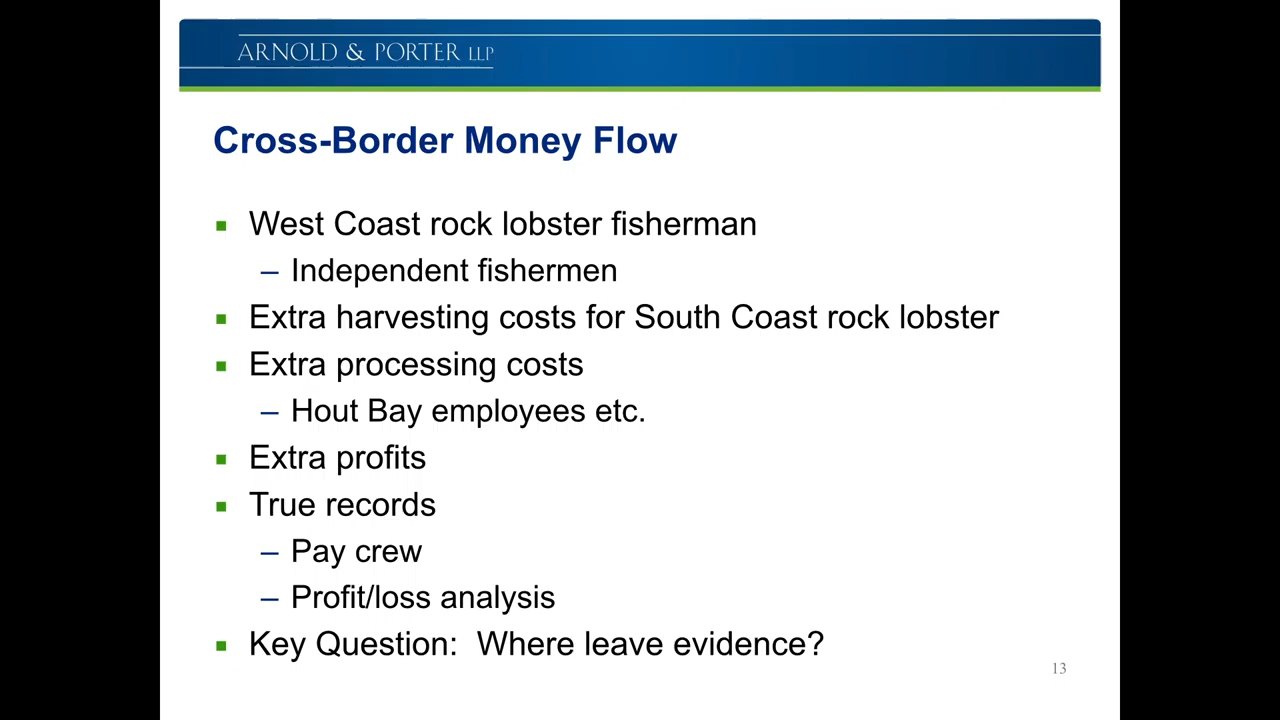 ARNOLD & PORTER LLP
Cross-Border Money Flow
▪ West Coast rock lobster fisherman
– Independent fishermen
▪ Extra harvesting costs for South Coast rock lobster
▪ Extra processing costs
– Hout Bay employees etc.
▪ Extra profits
▪ True records
– Pay crew
– Profit/loss analysis
▪ Key Question:  Where leave evidence?
13